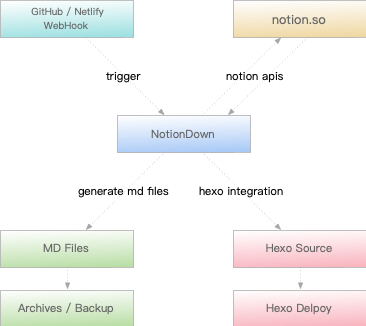 GitHub / Netlify
WebHook
notion.so
trigger
notion apis
NotionDown
generate md files
hexo integration
MD Files
Hexo Source
Archives / Backup
Hexo Delpoy